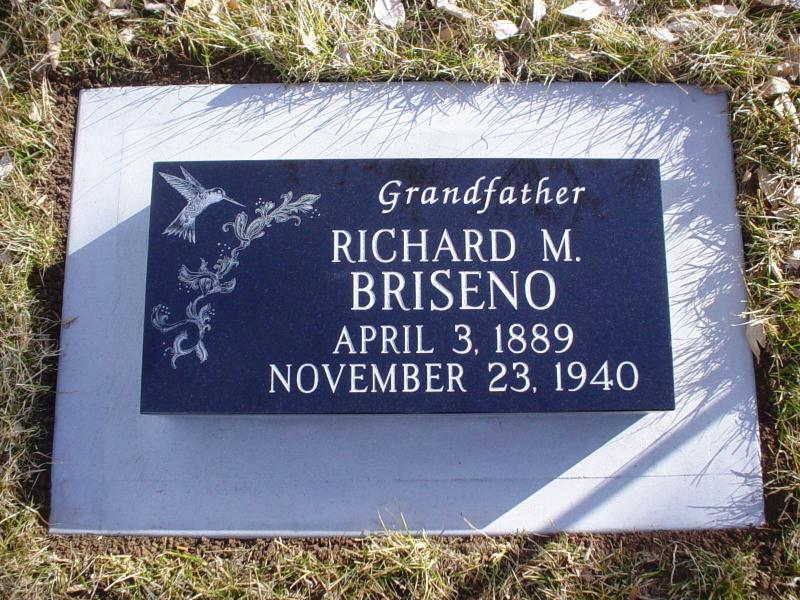 Grandfather
RICHARD M.
BRISENO
APRIL 3, 1889
NOVEMBER 23, 1940